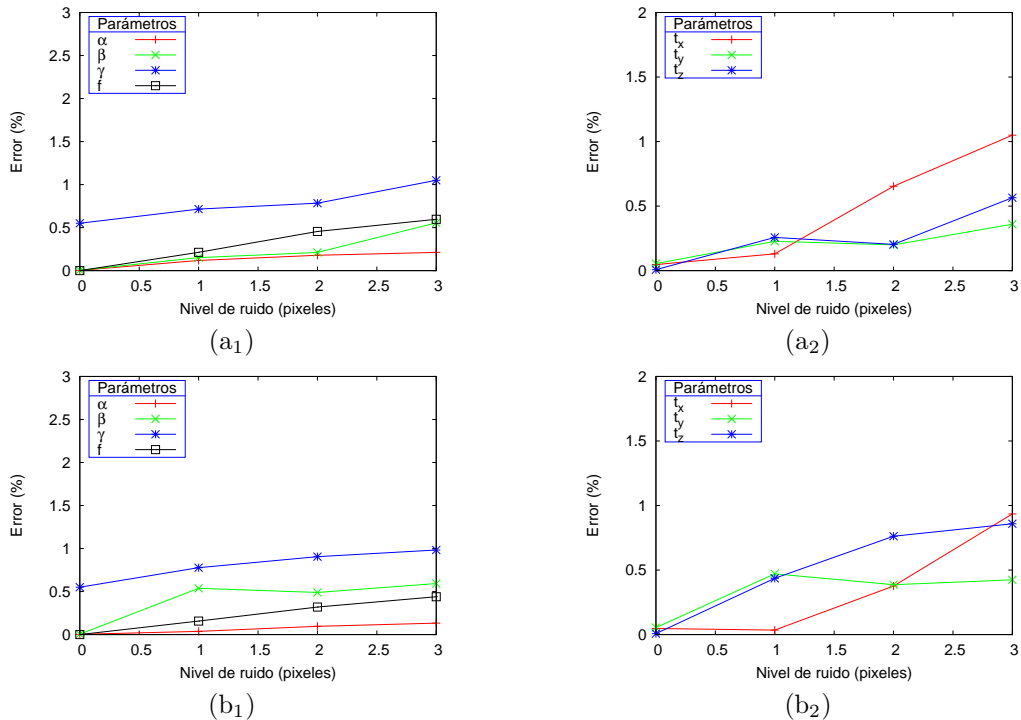 Parámetros
α
β
γ
f
Error (%)
3
2.5
2
1.5
1
0.5
0
0 0.5 1 1.5 2 2.5 3
Nivel de ruido (pixeles)
(a1)
Parámetros
tx
ty
tz
Error (%)
2
1.5
1
0.5
0
0 0.5 1 1.5 2 2.5 3
Nivel de ruido (pixeles)
(a2)
Parámetros
α
β
γ
f
Error (%)
3
2.5
2
1.5
1
0.5
0
0 0.5 1 1.5 2 2.5 3
Nivel de ruido (pixeles)
(b1)
Parámetros
tx
ty
tz
Error (%)
2
1.5
1
0.5
0
0 0.5 1 1.5 2 2.5 3
Nivel de ruido (pixeles)
(b2)